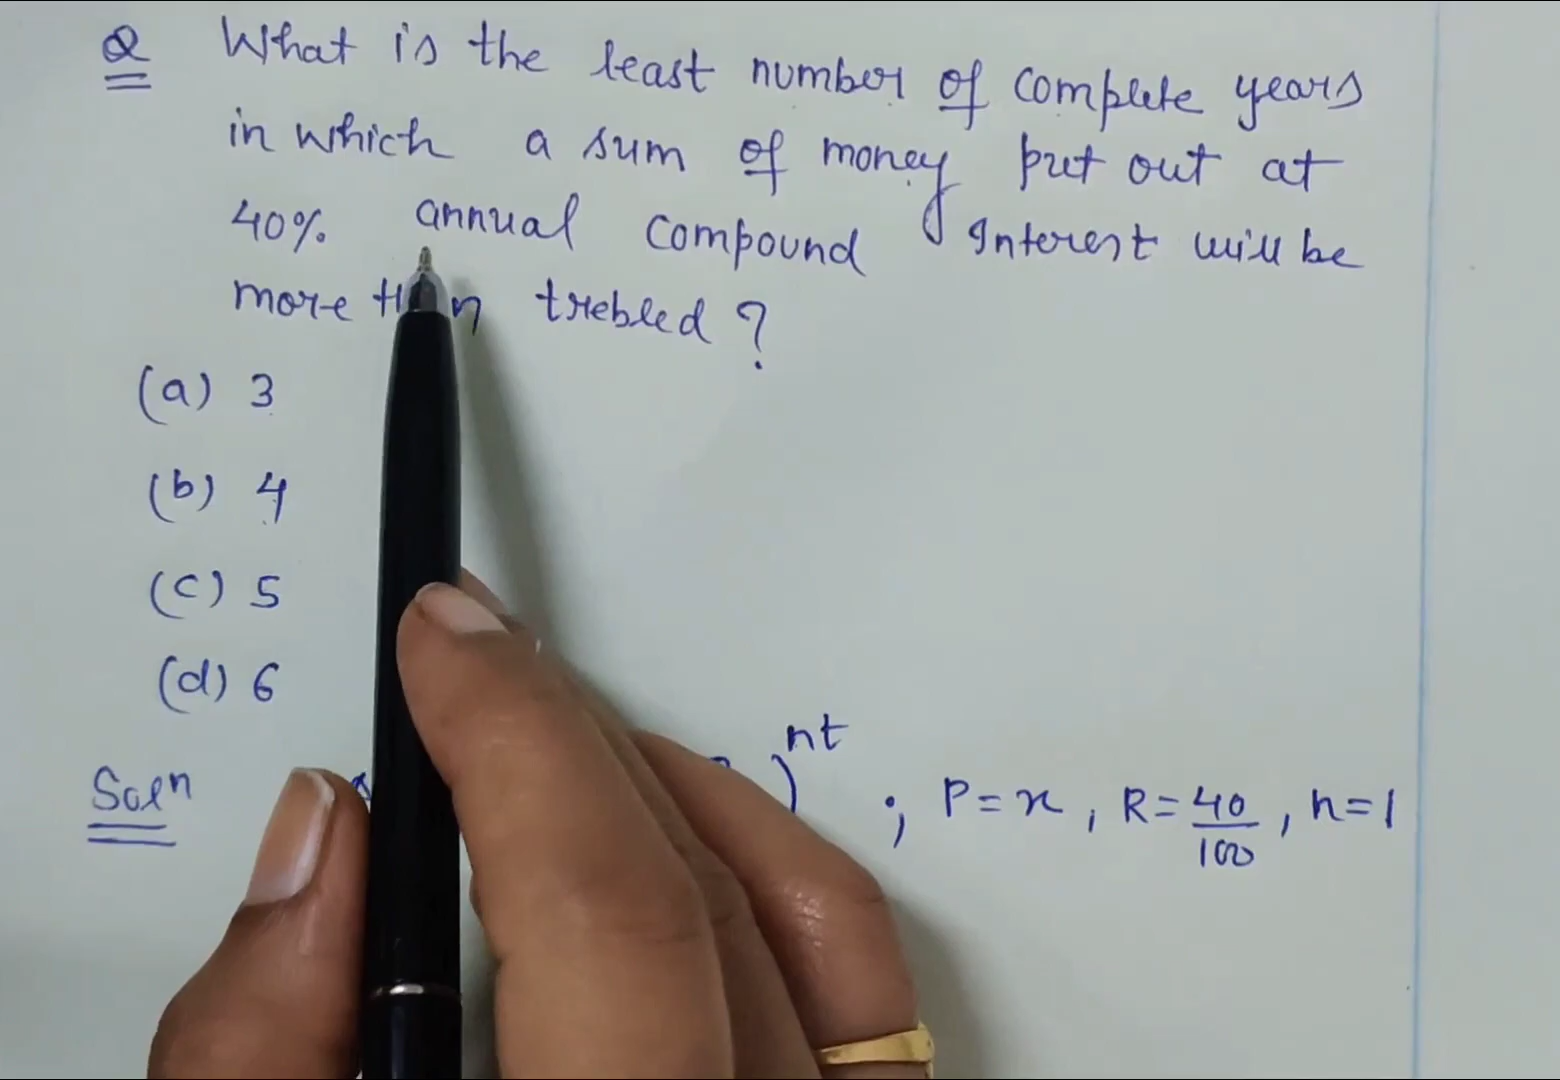 Q What is the least number of complete years
in which a sum of money put out at
40% annual compound Interest will be
more trebled ?
(a) 3
(b) 4
(c) 5
(d) 6
Soln )^nt ; P=x, R=40/100, n=1